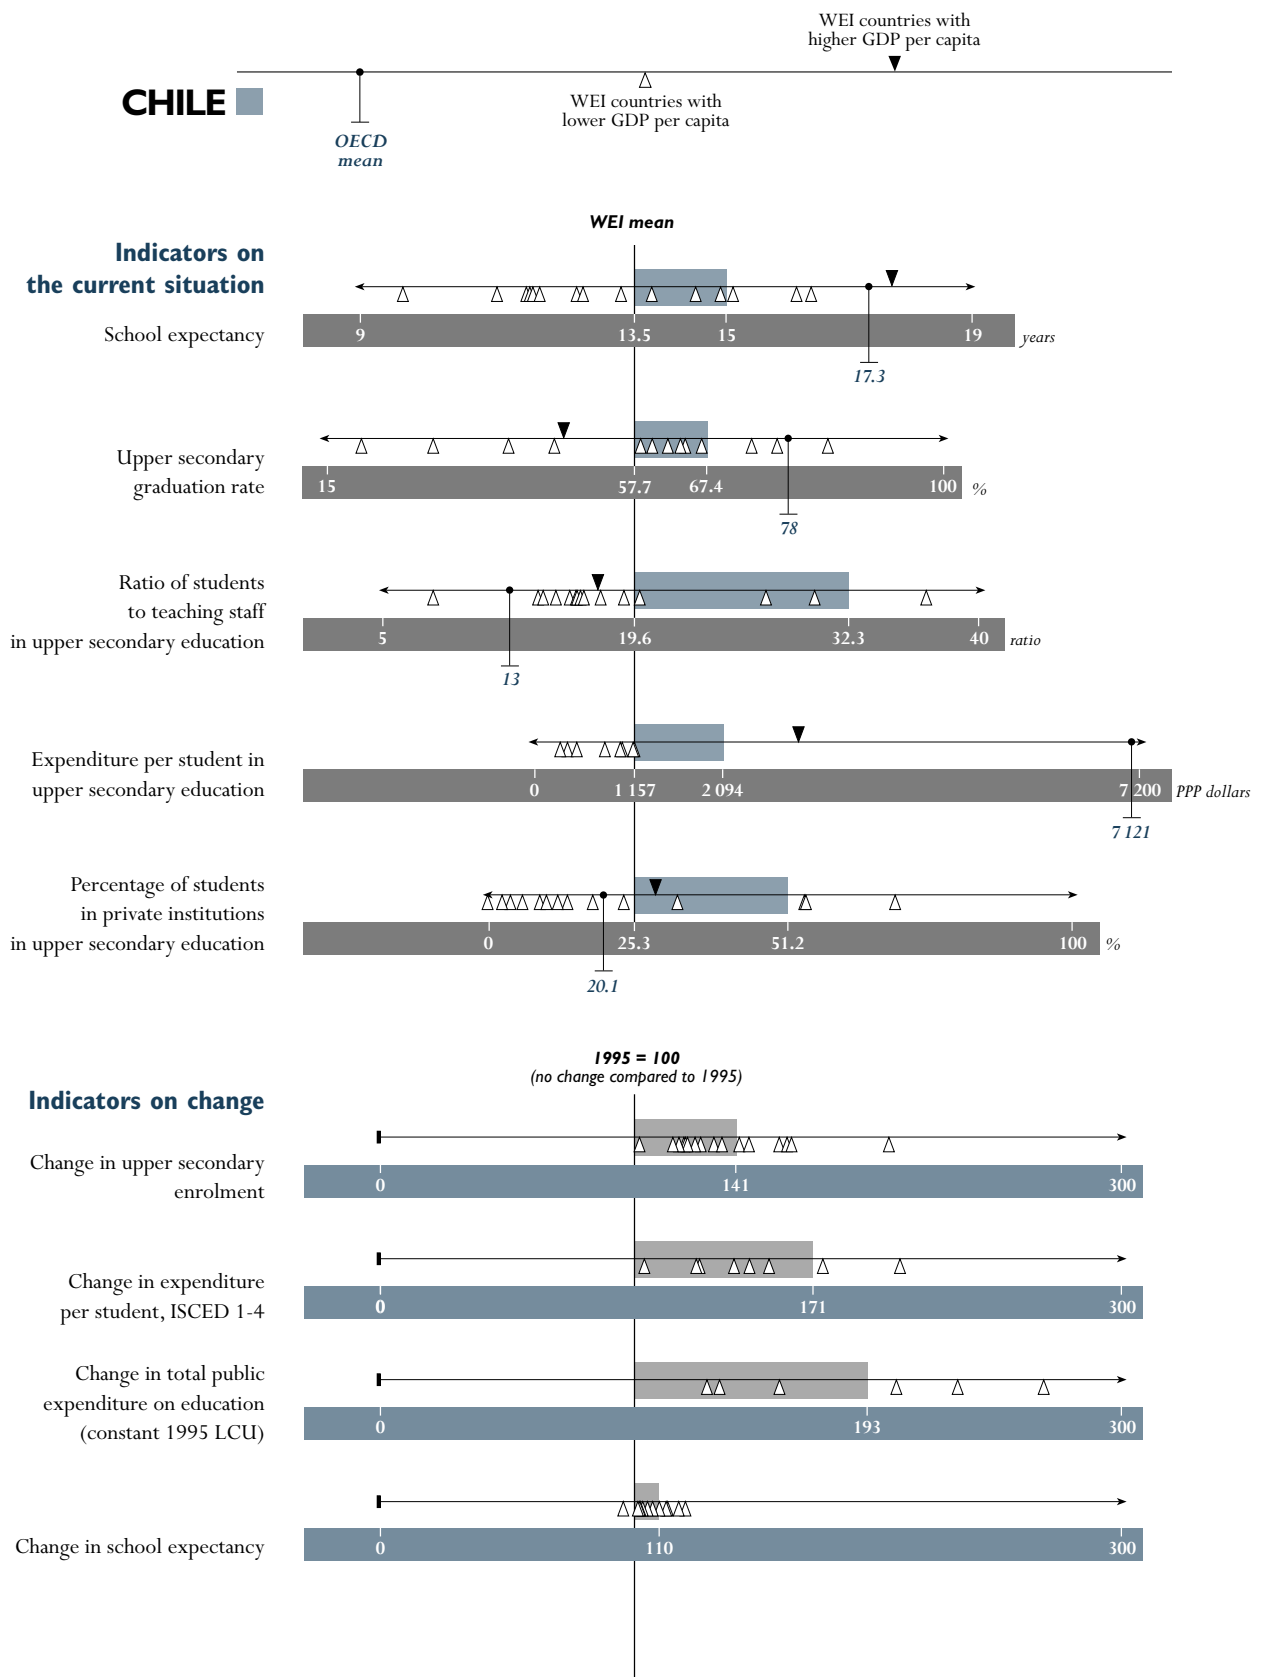 WEI countries with
higher GDP per capita
CHILE
WEI countries with
lower GDP per capita
OECD
mean
WEI mean
Indicators on
the current situation
School expectancy
9 13.5 15 19 years
17.3
Upper secondary
graduation rate
15 57.7 67.4 100 %
78
Ratio of students
to teaching staff
in upper secondary education
5 19.6 32.3 40 ratio
13
Expenditure per student in
upper secondary education
0 1 157 2 094 7 200 PPP dollars
7 121
Percentage of students
in private institutions
in upper secondary education
0 25.3 51.2 100 %
20.1
1995 = 100
(no change compared to 1995)
Indicators on change
Change in upper secondary
enrolment
0 141 300
Change in expenditure
per student, ISCED 1-4
0 171 300
Change in total public
expenditure on education
(constant 1995 LCU)
0 193 300
Change in school expectancy
0 110 300